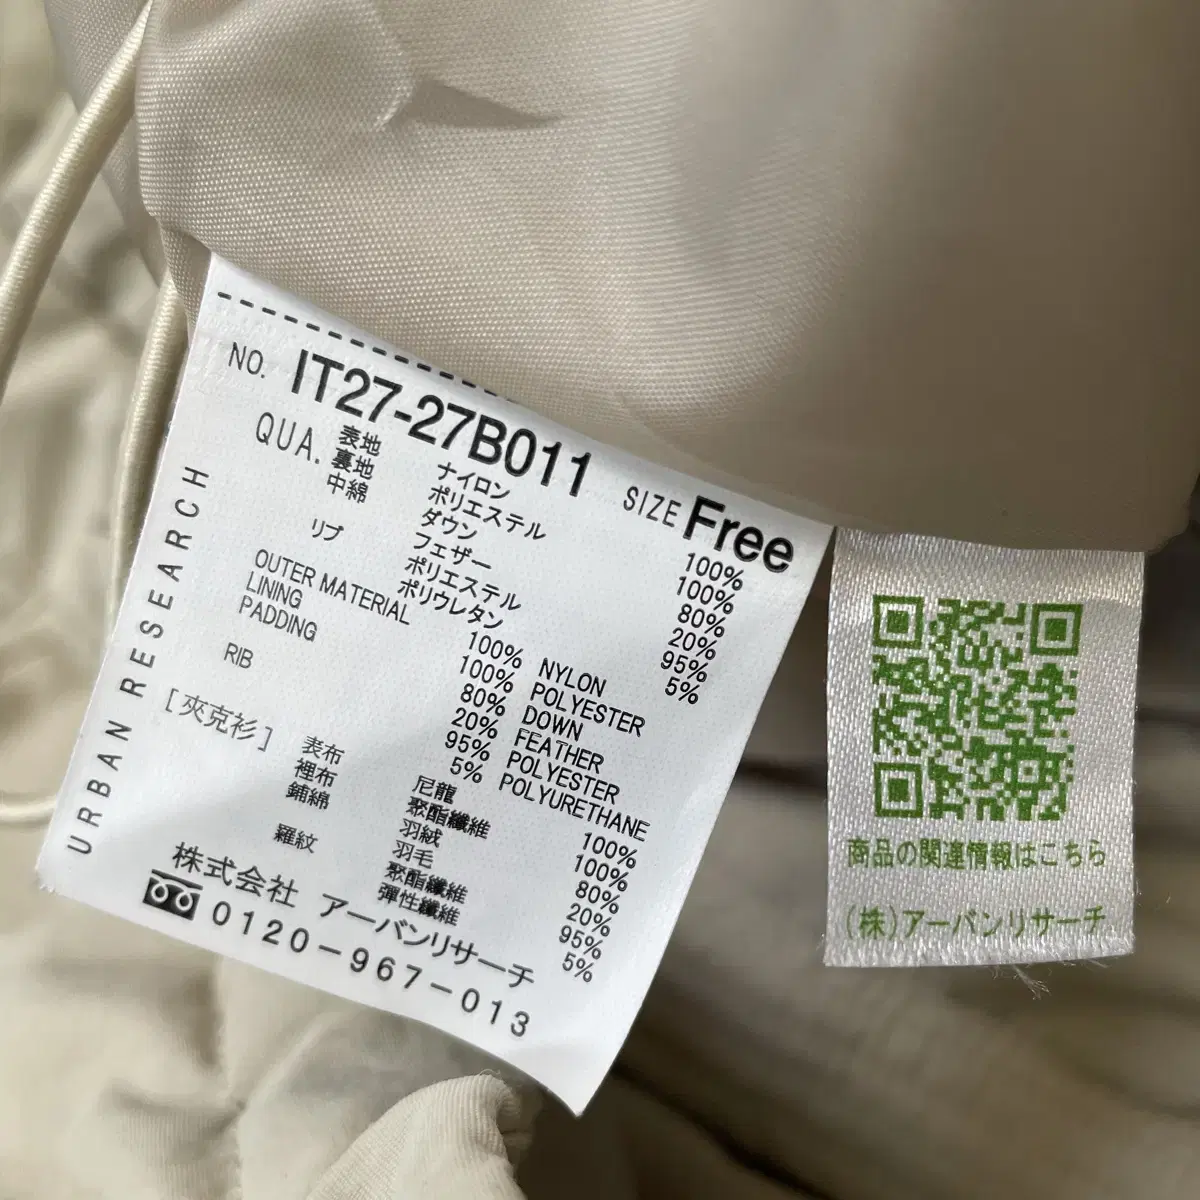 NO. IT27-27B011 SIZE Free
QUA. 表地 ナイロン 100%
裏地 ポリエステル 100%
中綿 ダウン 80%
フェザー 20%
リブ ポリエステル 95%
ポリウレタン 5%
OUTER MATERIAL 100% NYLON
LINING 100% POLYESTER
PADDING 80% DOWN
20% FEATHER
RIB 95% POLYESTER
5% POLYURETHANE
[夾克衫] 表布 尼龍 100%
裡布 聚酯纖維 100%
鋪綿 羽絨 80%
羽毛 20%
羅紋 聚酯纖維 95%
彈性纖維 5%
株式会社 アーバンリサーチ
0120-967-013
URBAN RESEARCH
商品の関連情報はこちら
(株)アーバンリサーチ